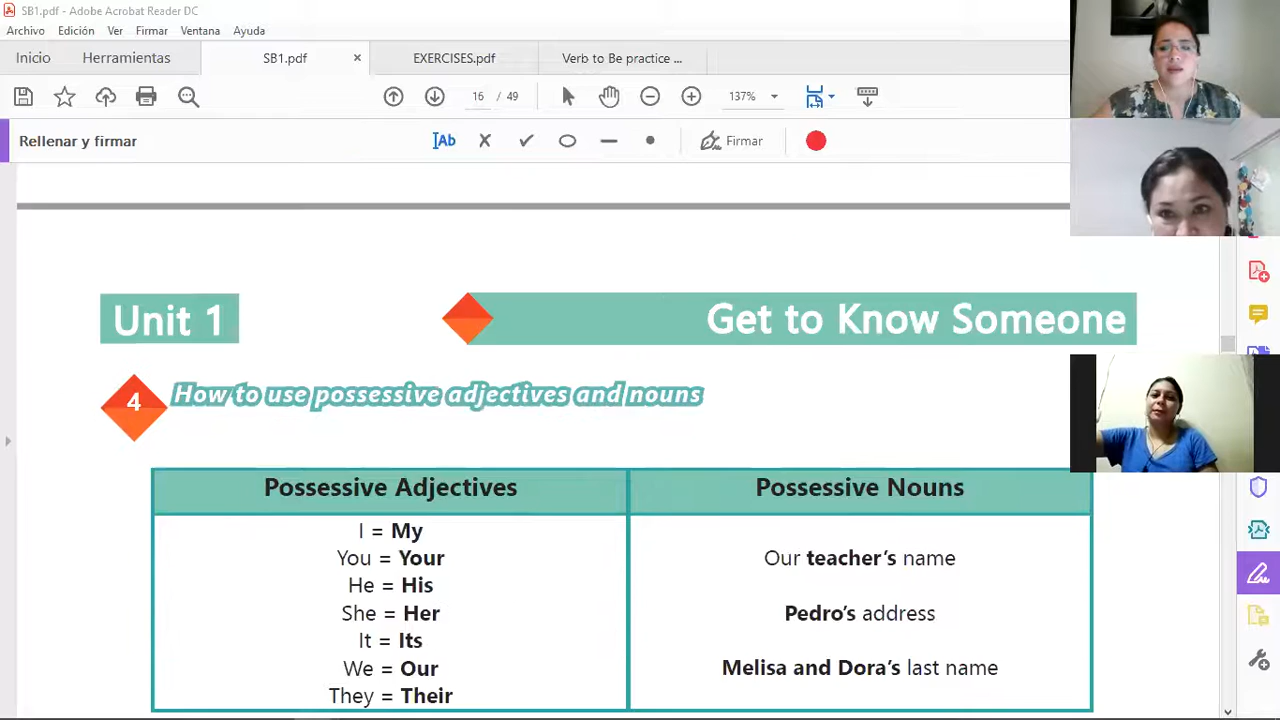 SB1.pdf - Adobe Acrobat Reader DC
Archivo Edición Ver Firmar Ventana Ayuda
Inicio Herramientas SB1.pdf × EXERCISES.pdf Verb to Be practice ...
16 / 49 137%
Rellenar y firmar Ab Firmar
Unit 1 Get to Know Someone
4 How to use possessive adjectives and nouns
Possessive Adjectives Possessive Nouns
I = My
You = Your Our teacher's name
He = His
She = Her Pedro's address
It = Its
We = Our Melisa and Dora's last name
They = Their